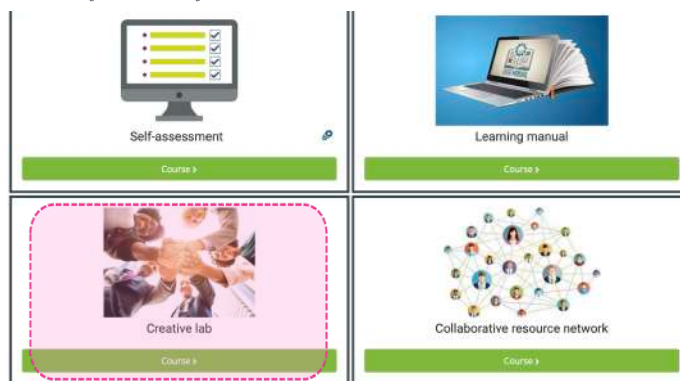 Self-assessment
Learning manual
Course ›
Course ›
Creative lab
Collaborative resource network
Course ›
Course ›